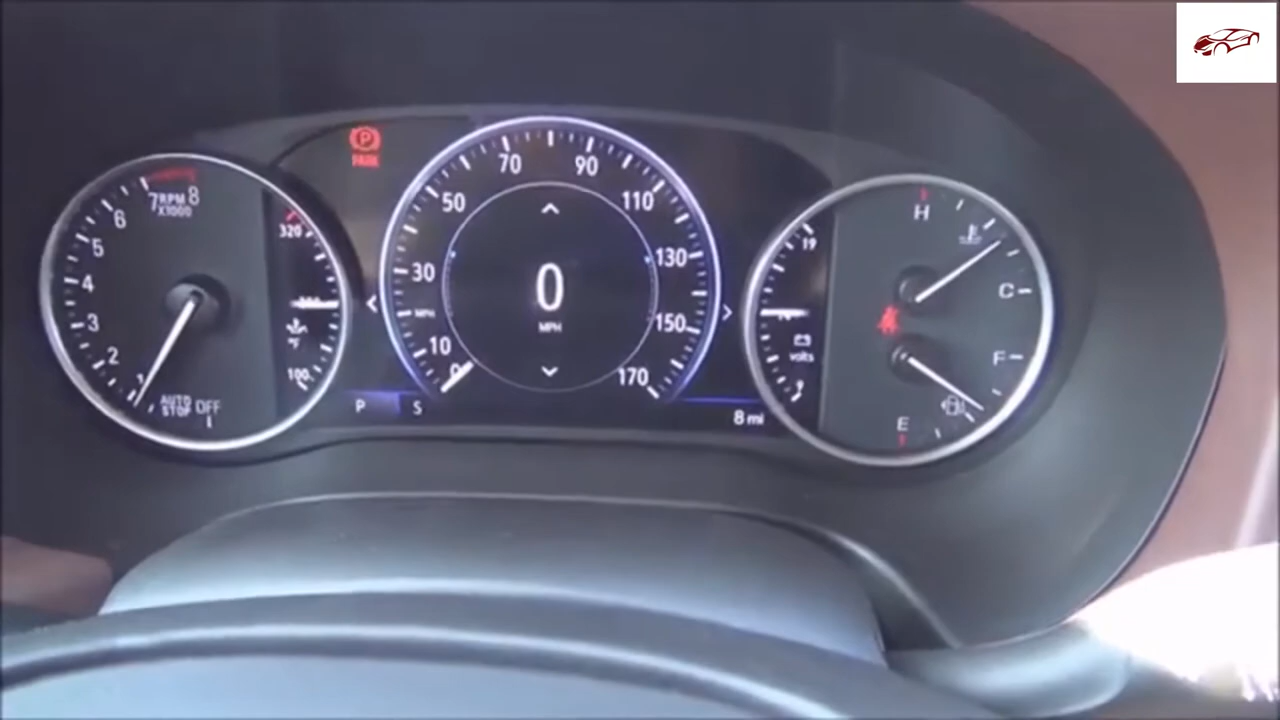 PARK
P
7 RPM 8
X1000
6
5
4
3
2
1
AUTO
STOP OFF
320
°F
100
70 90
50 110
30 130
MPH
10 150
0 170
0
MPH
P S
8 mi
19
volts
H
C
F
E